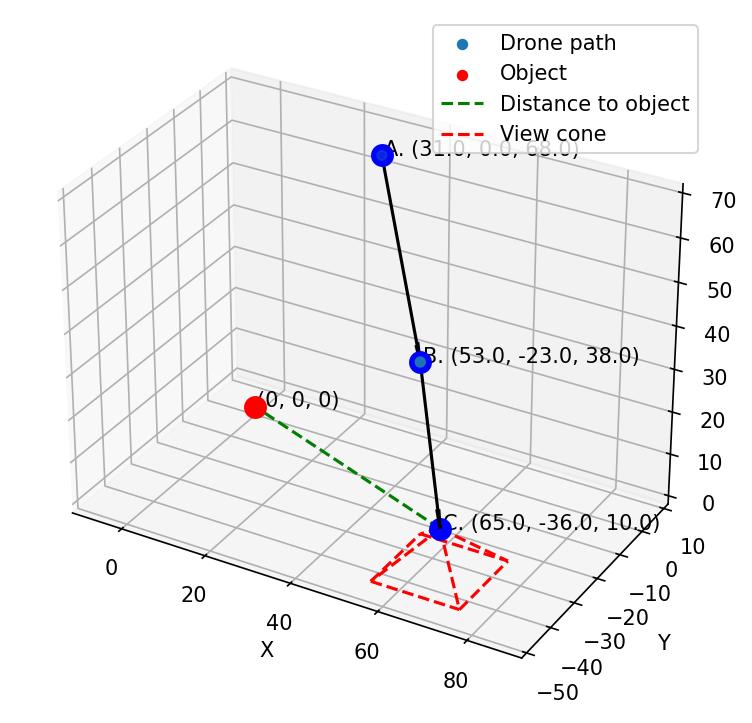 Drone path
Object
Distance to object
View cone
A. (31.0, 0.0, 68.0)
B. (53.0, -23.0, 38.0)
(0, 0, 0)
C. (65.0, -36.0, 10.0)
70
60
50
40
30
20
10
0
10
0
−10
−20
−30
−40
−50
Y
0
20
40
60
80
X